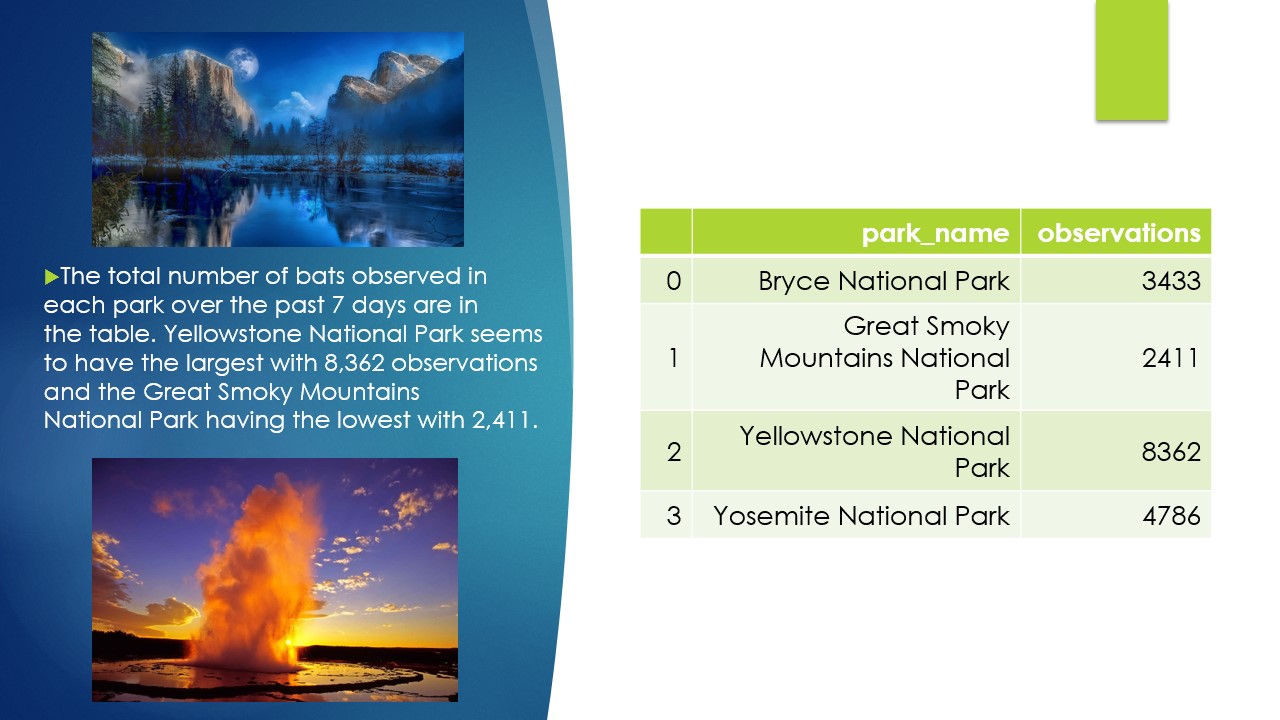 The total number of bats observed in
each park over the past 7 days are in
the table. Yellowstone National Park seems
to have the largest with 8,362 observations
and the Great Smoky Mountains
National Park having the lowest with 2,411.
park_name observations
0 Bryce National Park 3433
Great Smoky
1 Mountains National 2411
Park
Yellowstone National
2 Park 8362
3 Yosemite National Park 4786